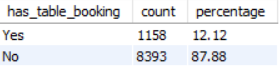 has_table_booking count percentage
Yes 1158 12.12
No 8393 87.88